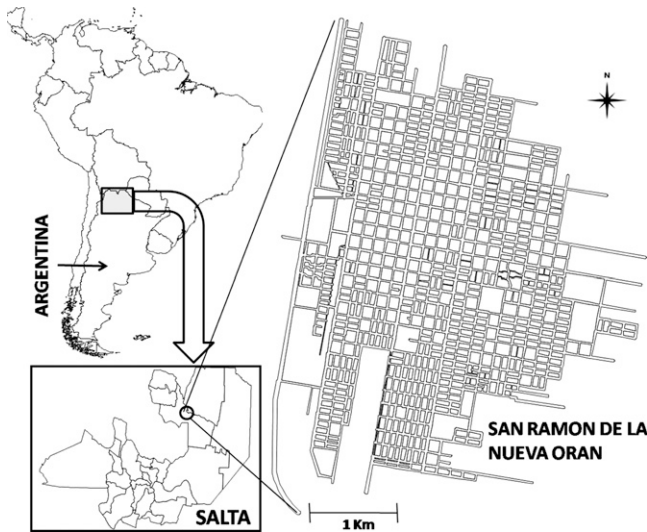 N
ARGENTINA
SAN RAMON DE LA
NUEVA ORAN
SALTA
1 Km